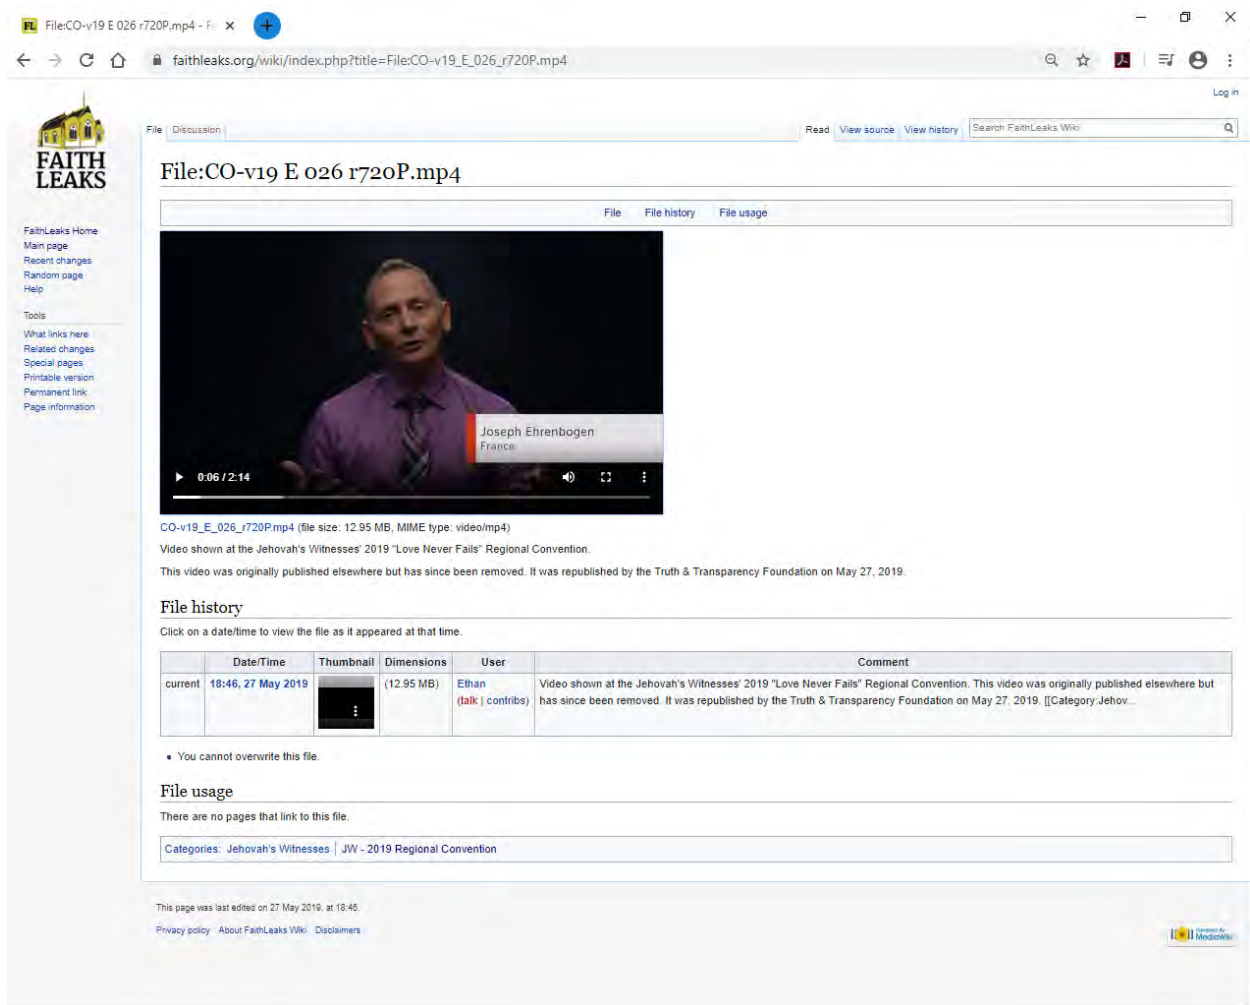 FL File:CO-v19 E 026 r720P.mp4 - F
faithleaks.org/wiki/index.php?title=File:CO-v19_E_026_r720P.mp4
Log in
FAITH
LEAKS
File Discussion
Read View source View history Search FaithLeaks Wiki
File:CO-v19 E 026 r720P.mp4
File File history File usage
FaithLeaks Home
Main page
Recent changes
Random page
Help
Tools
What links here
Related changes
Special pages
Printable version
Permanent link
Page information
Joseph Ehrenbogen
France
0:06 / 2:14
CO-v19_E_026_r720P.mp4 (file size: 12.95 MB, MIME type: video/mp4)
Video shown at the Jehovah's Witnesses' 2019 "Love Never Fails" Regional Convention.
This video was originally published elsewhere but has since been removed. It was republished by the Truth & Transparency Foundation on May 27, 2019.
File history
Click on a date/time to view the file as it appeared at that time.
Date/Time Thumbnail Dimensions User Comment
current 18:46, 27 May 2019 (12.95 MB) Ethan Video shown at the Jehovah's Witnesses' 2019 "Love Never Fails" Regional Convention. This video was originally published elsewhere but
(talk | contribs) has since been removed. It was republished by the Truth & Transparency Foundation on May 27, 2019. [[Category:Jehov...
• You cannot overwrite this file.
File usage
There are no pages that link to this file.
Categories: Jehovah's Witnesses | JW - 2019 Regional Convention
This page was last edited on 27 May 2019, at 18:46.
Privacy policy About FaithLeaks Wiki Disclaimers
Powered By
MediaWiki